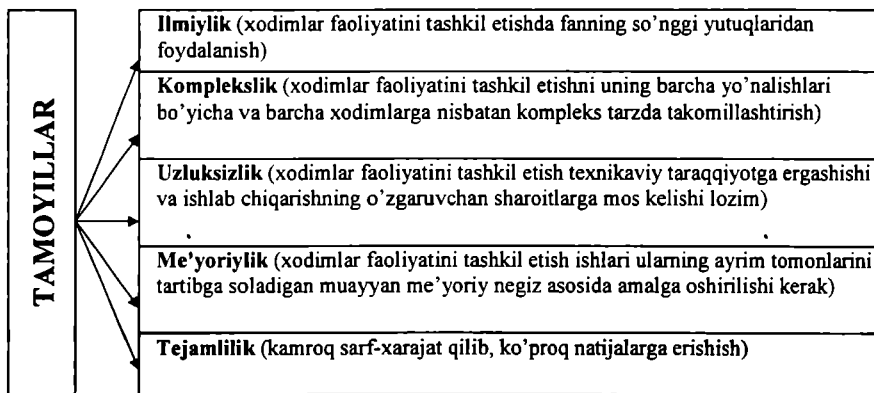 TAMOYILLAR
Ilmiylik (xodimlar faoliyatini tashkil etishda fanning so’nggi yutuqlaridan
foydalanish)
Komplekslik (xodimlar faoliyatini tashkil etishni uning barcha yo’nalishlari
bo’yicha va barcha xodimlarga nisbatan kompleks tarzda takomillashtirish)
Uzluksizlik (xodimlar faoliyatini tashkil etish texnikaviy taraqqiyotga ergashishi
va ishlab chiqarishning o’zgaruvchan sharoitlarga mos kelishi lozim)
Me’yoriylik (xodimlar faoliyatini tashkil etish ishlari ularning ayrim tomonlarini
tartibga soladigan muayyan me’yoriy negiz asosida amalga oshirilishi kerak)
Tejamlilik (kamroq sarf-xarajat qilib, ko’proq natijalarga erishish)